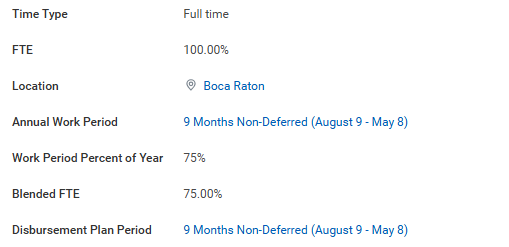 Time Type Full time
FTE 100.00%
Location Boca Raton
Annual Work Period 9 Months Non-Deferred (August 9 - May 8)
Work Period Percent of Year 75%
Blended FTE 75.00%
Disbursement Plan Period 9 Months Non-Deferred (August 9 - May 8)